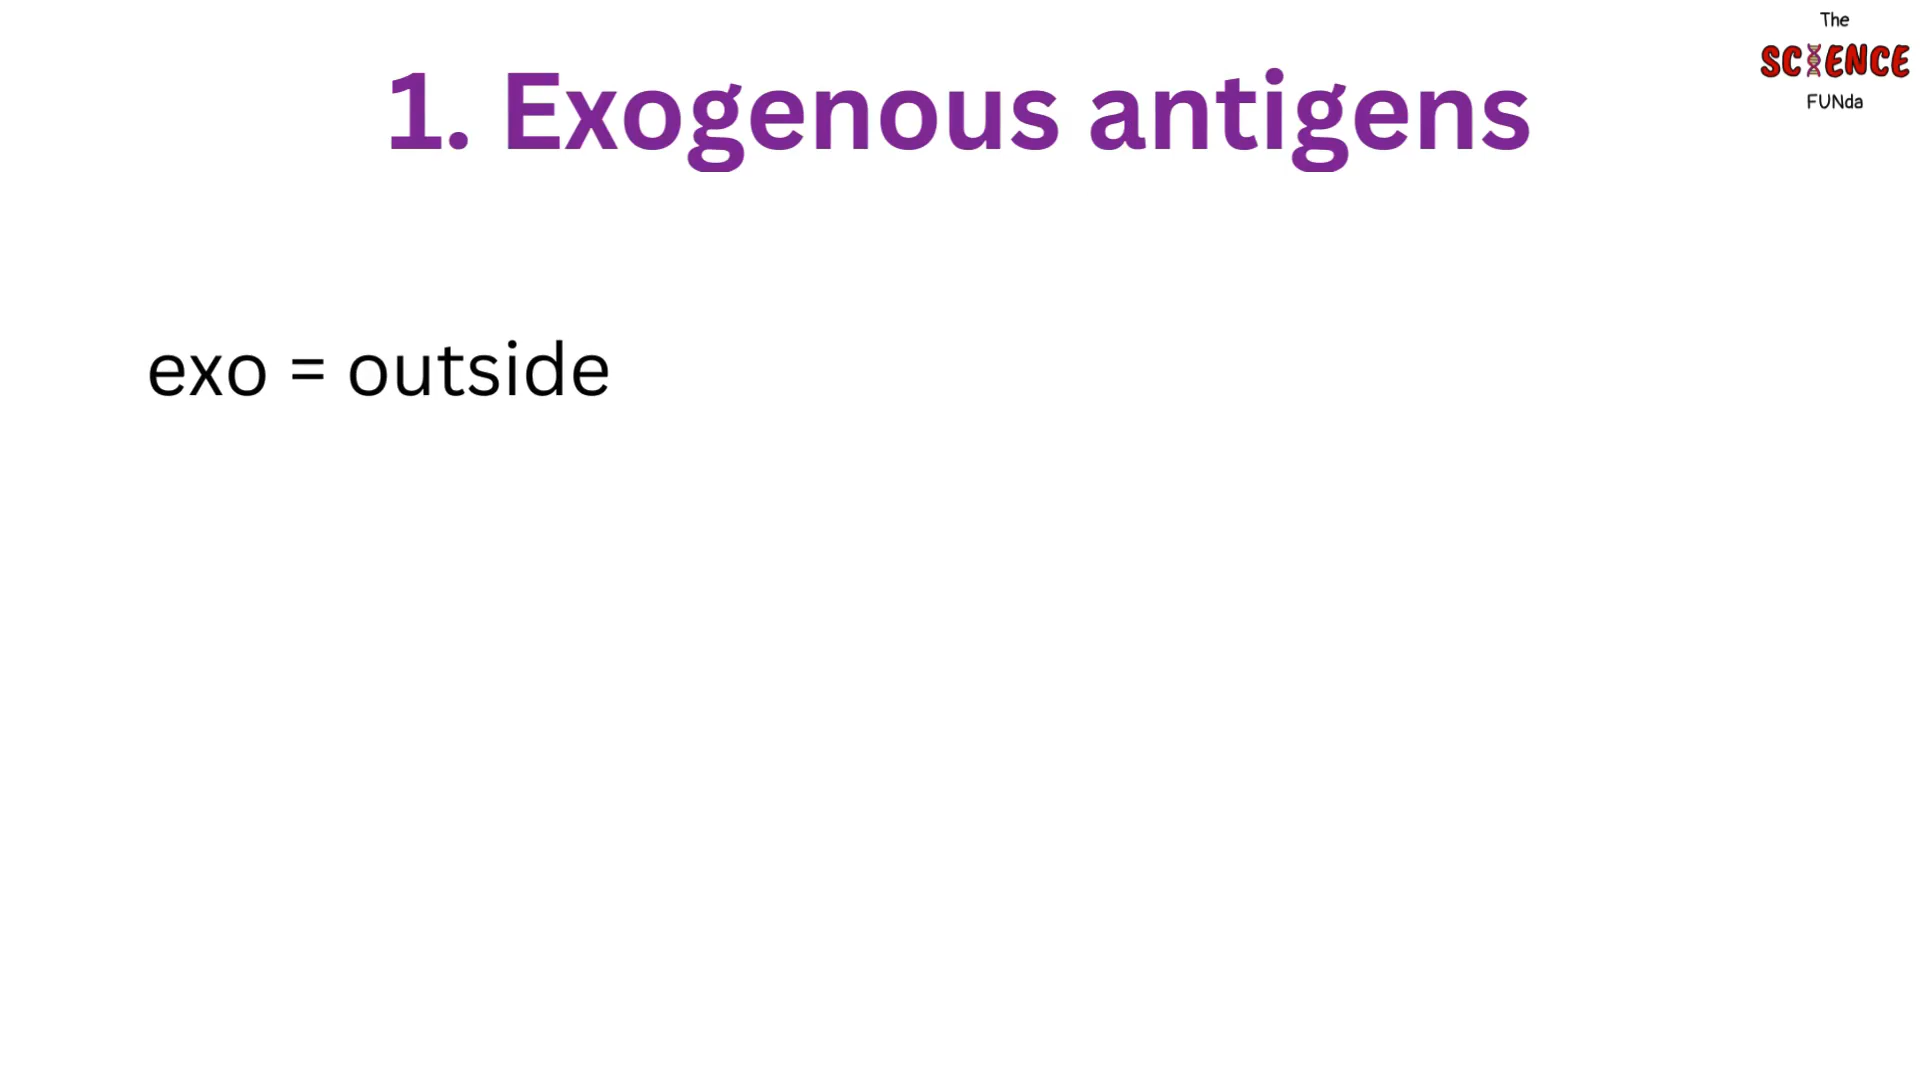 The
SCIENCE
FUNda
1. Exogenous antigens
exo = outside